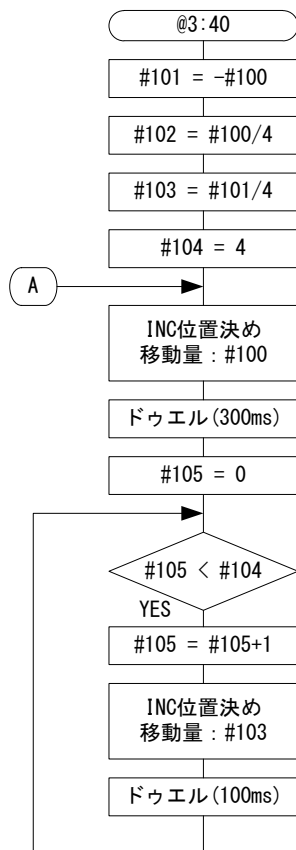 @3:40
#101 = -#100
#102 = #100/4
#103 = #101/4
#104 = 4
A
INC位置決め
移動量：#100
ドゥエル(300ms)
#105 = 0
#105 < #104
YES
#105 = #105+1
INC位置決め
移動量：#103
ドゥエル(100ms)